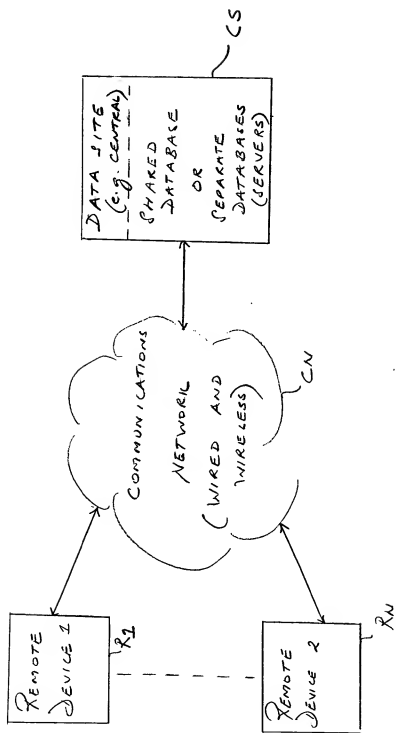 REMOTE
DEVICE 1
R1
REMOTE
DEVICE 2
RN
COMMUNICATIONS
NETWORK
(WIRED AND
WIRELESS)
CN
DATA SITE
(e.g. CENTRAL)
SHARED
DATABASE
OR
SEPARATE
DATABASES
(SERVERS)
CS